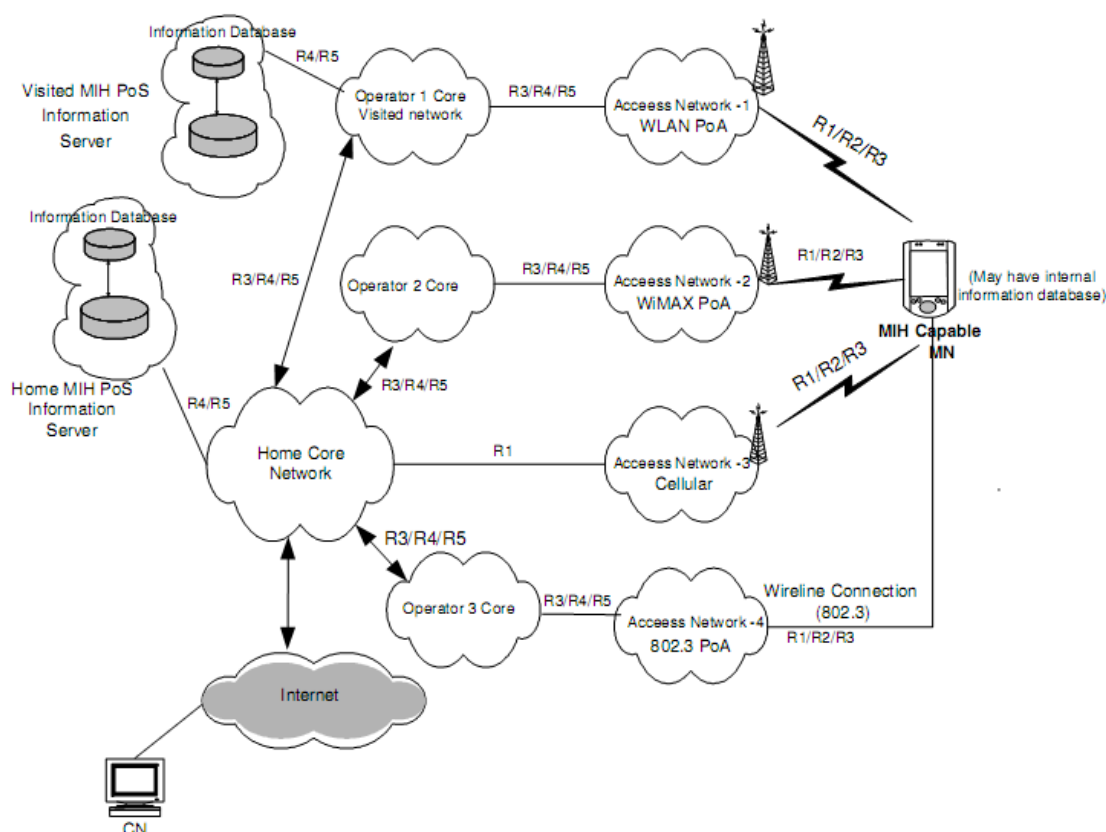 Information Database
R4/R5
Visited MIH PoS
Information
Server
Operator 1 Core
Visited network
R3/R4/R5
Acceess Network -1
WLAN PoA
R1/R2/R3
Information Database
Home MIH PoS
Information
Server
R4/R5
R3/R4/R5
Operator 2 Core
R3/R4/R5
R3/R4/R5
Acceess Network -2
WiMAX PoA
R1/R2/R3
(May have internal
information database)
MIH Capable
MN
R1/R2/R3
Home Core
Network
R1
Acceess Network -3
Cellular
R3/R4/R5
Operator 3 Core
R3/R4/R5
Acceess Network -4
802.3 PoA
Wireline Connection
(802.3)
R1/R2/R3
Internet
CN